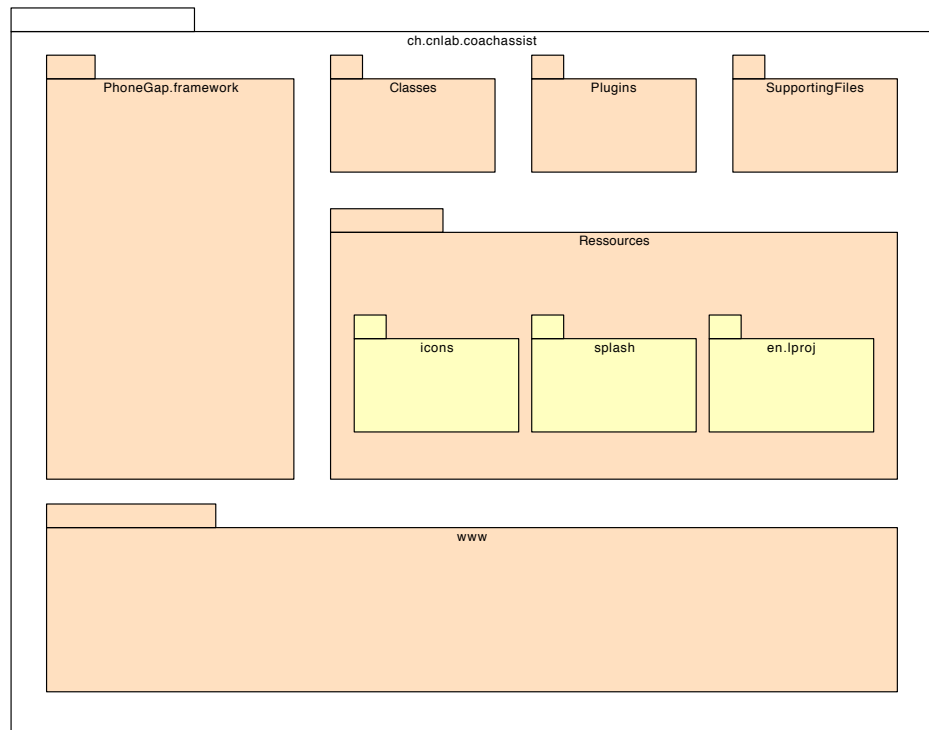 ch.cnlab.coachassist
PhoneGap.framework
Classes
Plugins
SupportingFiles
Ressources
icons
splash
en.lproj
www